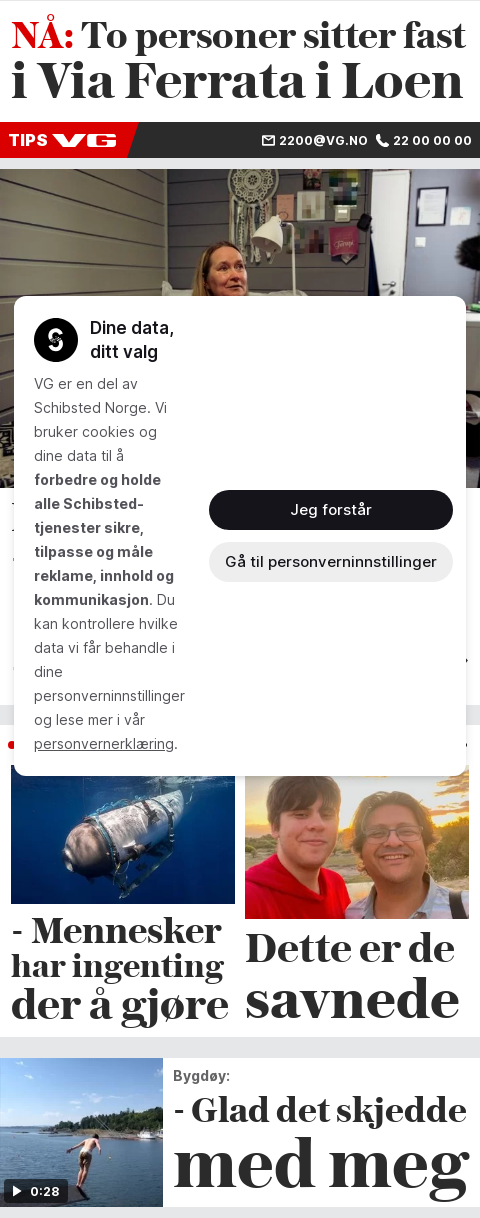 NÅ: To personer sitter fast
i Via Ferrata i Loen
TIPS VG
2200@VG.NO 22 00 00 00
Dine data,
ditt valg
VG er en del av
Schibsted Norge. Vi
bruker cookies og
dine data til å
forbedre og holde
alle Schibsted-
tjenester sikre,
tilpasse og måle
reklame, innhold og
kommunikasjon. Du
kan kontrollere hvilke
data vi får behandle i
dine
personverninnstillinger
og lese mer i vår
personvernerklæring.
Jeg forstår
Gå til personverninnstillinger
- Mennesker
har ingenting
der å gjøre
Dette er de
savnede
Bygdøy:
- Glad det skjedde
med meg
0:28